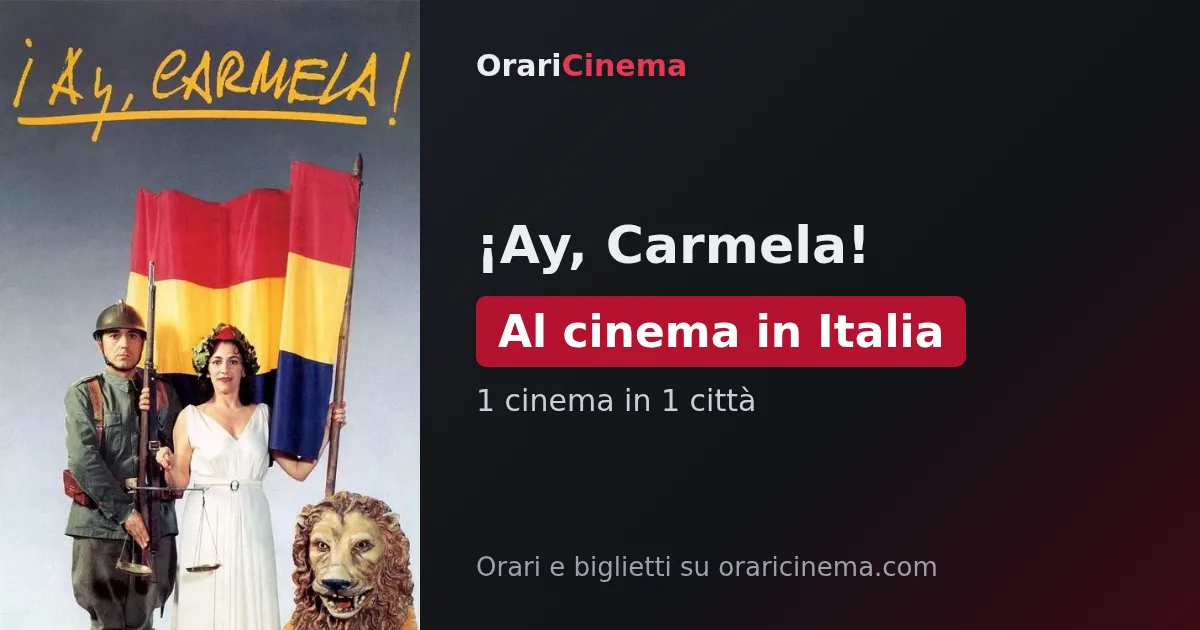 ¡Ay, CARMELA!
OrariCinema
¡Ay, Carmela!
Al cinema in Italia
1 cinema in 1 città
Orari e biglietti su oraricinema.com